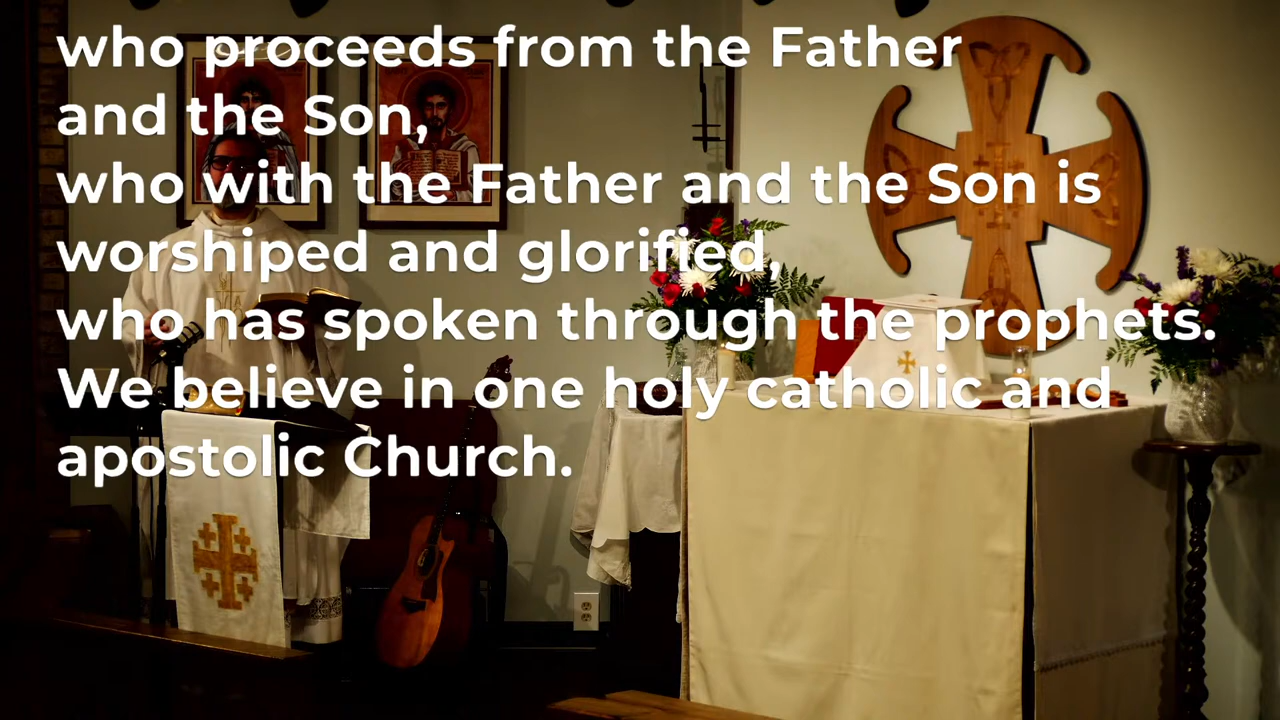 who proceeds from the Father
and the Son,
who with the Father and the Son is
worshiped and glorified,
who has spoken through the prophets.
We believe in one holy catholic and
apostolic Church.